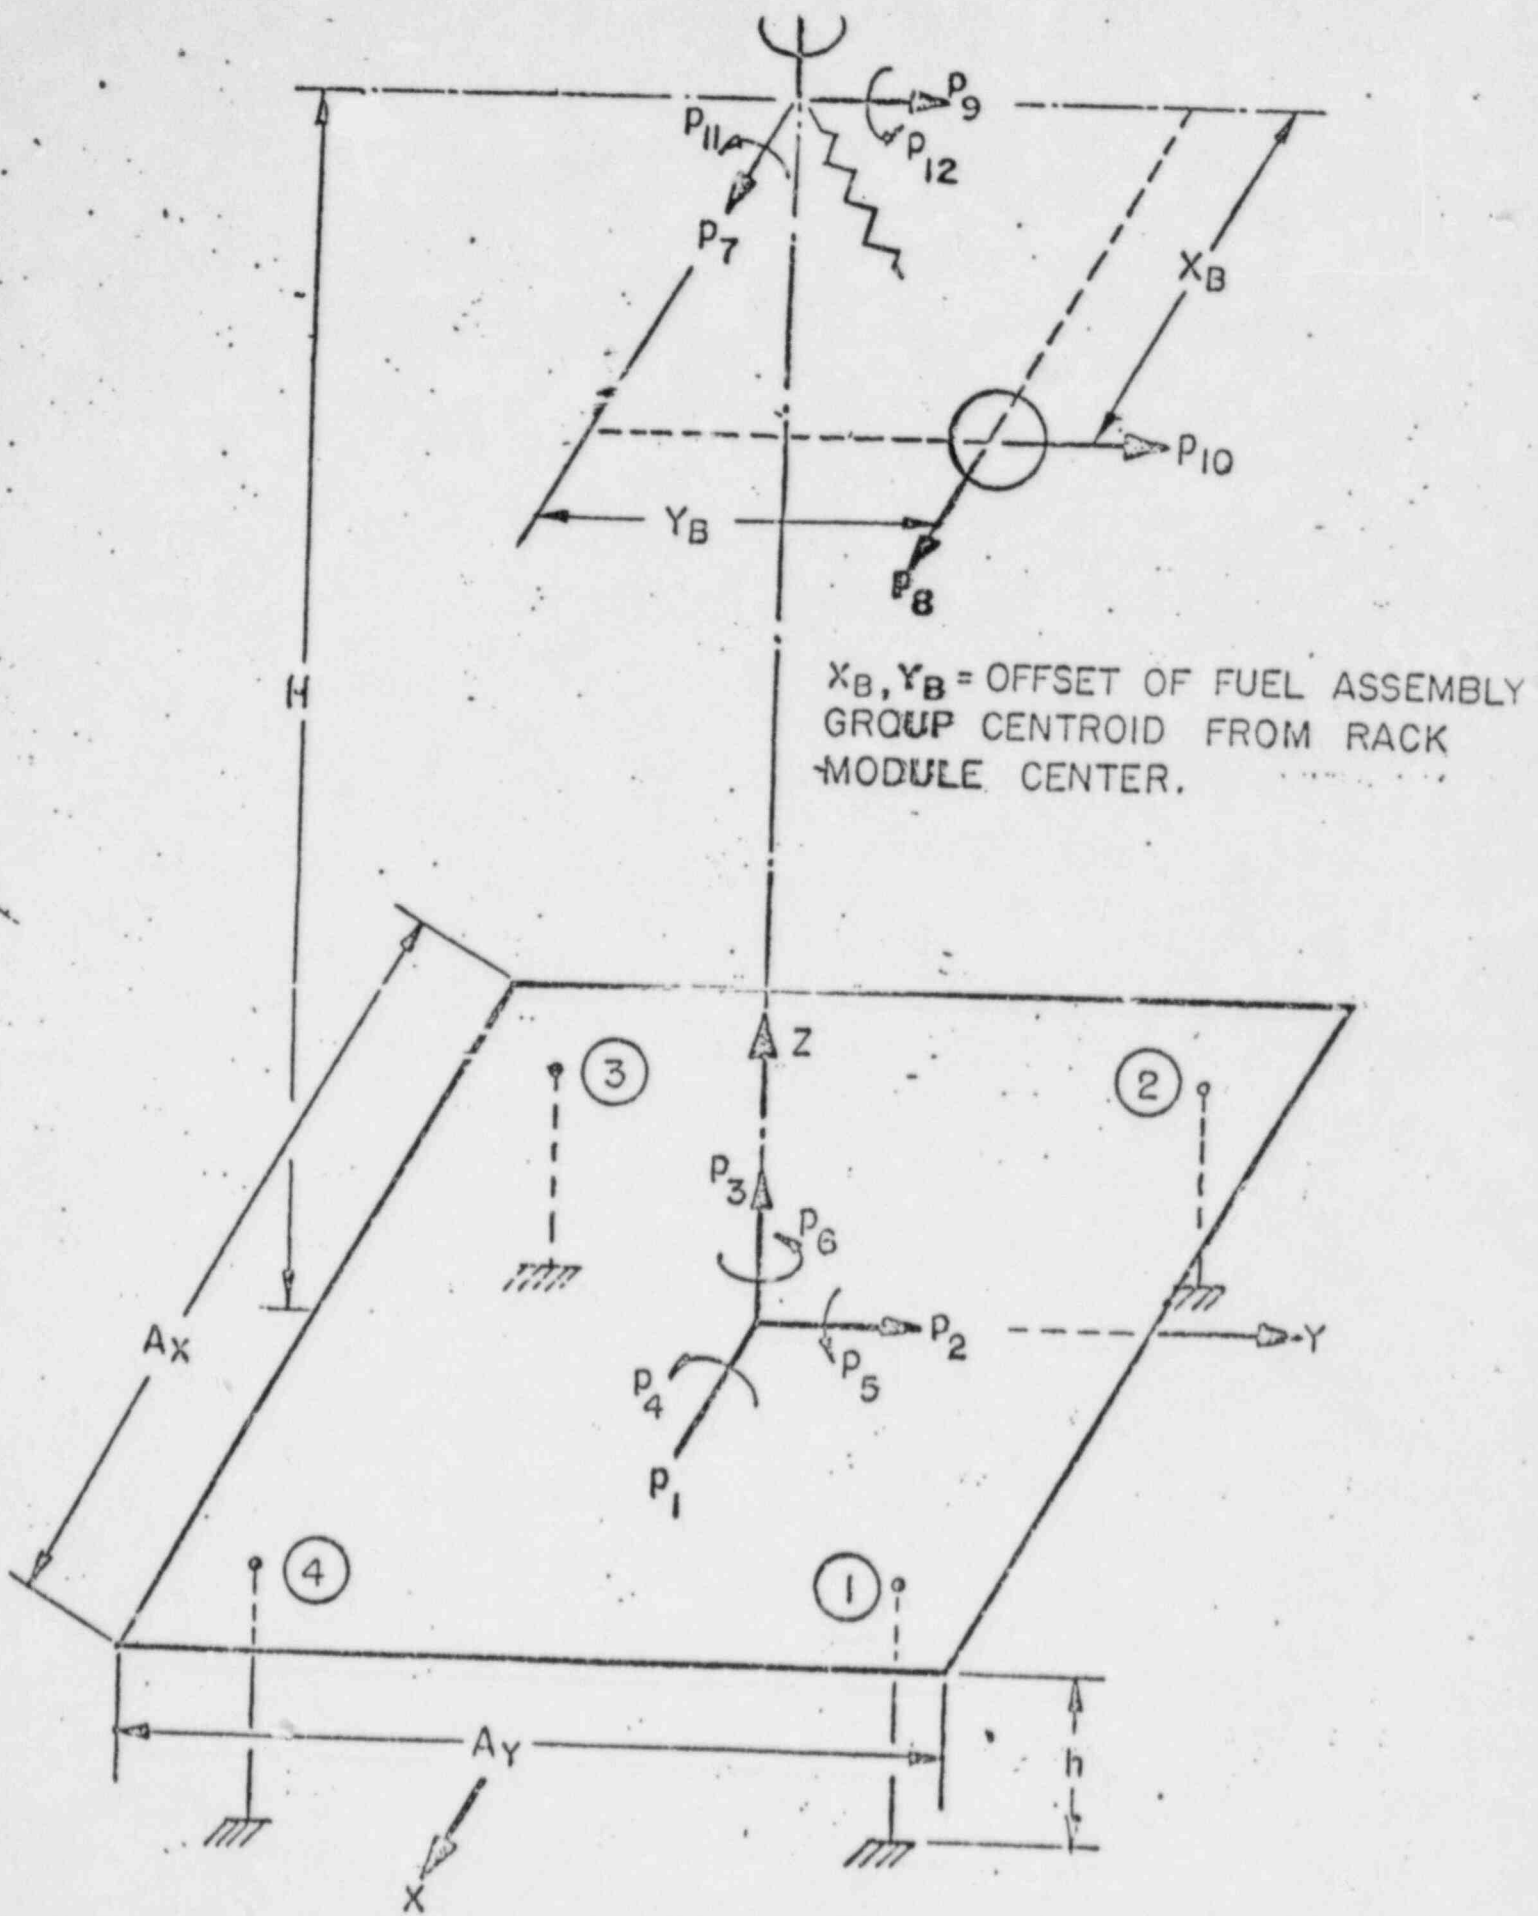 P9
P11
P12
P7
XB
P10
YB
P8
H
XB, YB = OFFSET OF FUEL ASSEMBLY
GROUP CENTROID FROM RACK
MODULE CENTER.
Z
3
2
P3
P6
P2
Y
AX
P4
P5
P1
4
1
AY
h
X